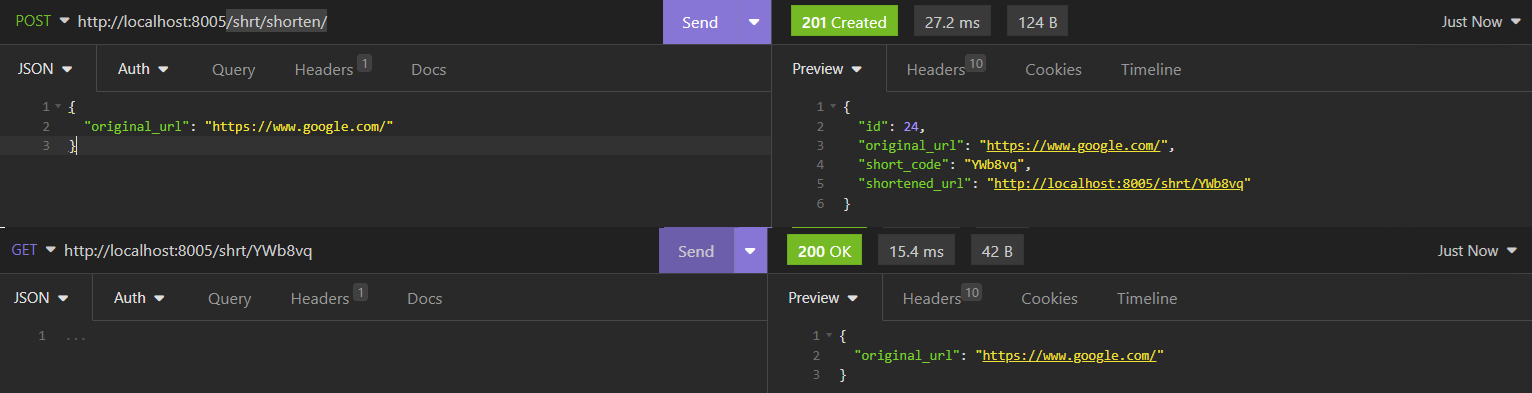 POST http://localhost:8005/shrt/shorten/ Send 201 Created 27.2 ms 124 B Just Now
JSON Auth Query Headers 1 Docs Preview Headers 10 Cookies Timeline
1 {
2 "original_url": "https://www.google.com/"
3 }
1 {
2 "id": 24,
3 "original_url": "https://www.google.com/",
4 "short_code": "YWb8vq",
5 "shortened_url": "http://localhost:8005/shrt/YWb8vq"
6 }
GET http://localhost:8005/shrt/YWb8vq Send 200 OK 15.4 ms 42 B Just Now
JSON Auth Query Headers 1 Docs Preview Headers 10 Cookies Timeline
1 ...
1 {
2 "original_url": "https://www.google.com/"
3 }